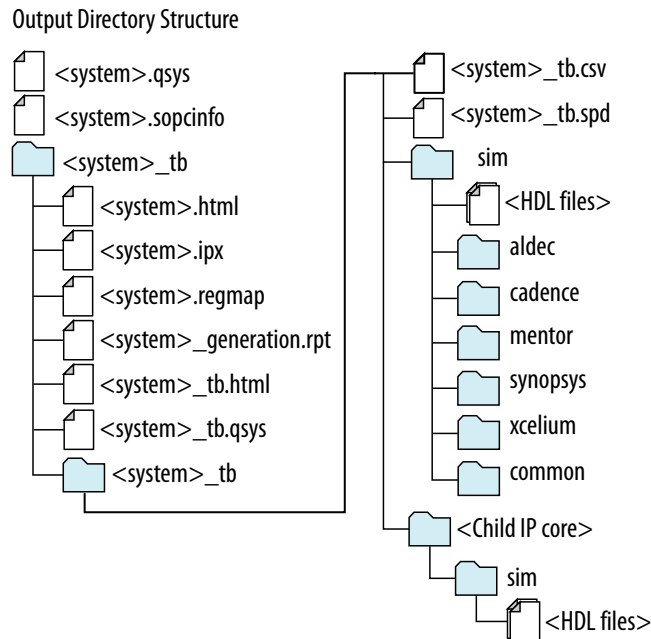 Output Directory Structure
<system>.qsys
<system>.sopcinfo
<system>_tb
<system>.html
<system>.ipx
<system>.regmap
<system>_generation.rpt
<system>_tb.html
<system>_tb.qsys
<system>_tb
<system>_tb.csv
<system>_tb.spd
sim
<HDL files>
aldec
cadence
mentor
synopsys
xcelium
common
<Child IP core>
sim
<HDL files>